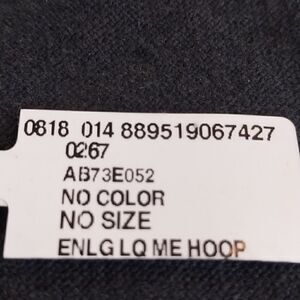 0818 014 889519067427
0267
AB73E052
NO COLOR
NO SIZE
ENLG LQ ME HOOP